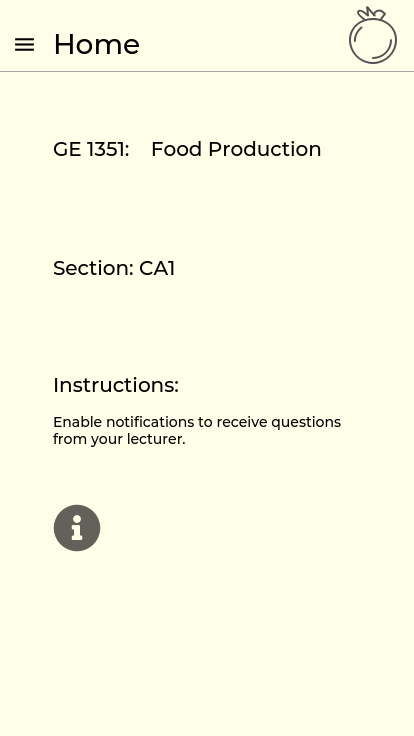 Home
GE 1351: Food Production
Section: CA1
Instructions:
Enable notifications to receive questions
from your lecturer.